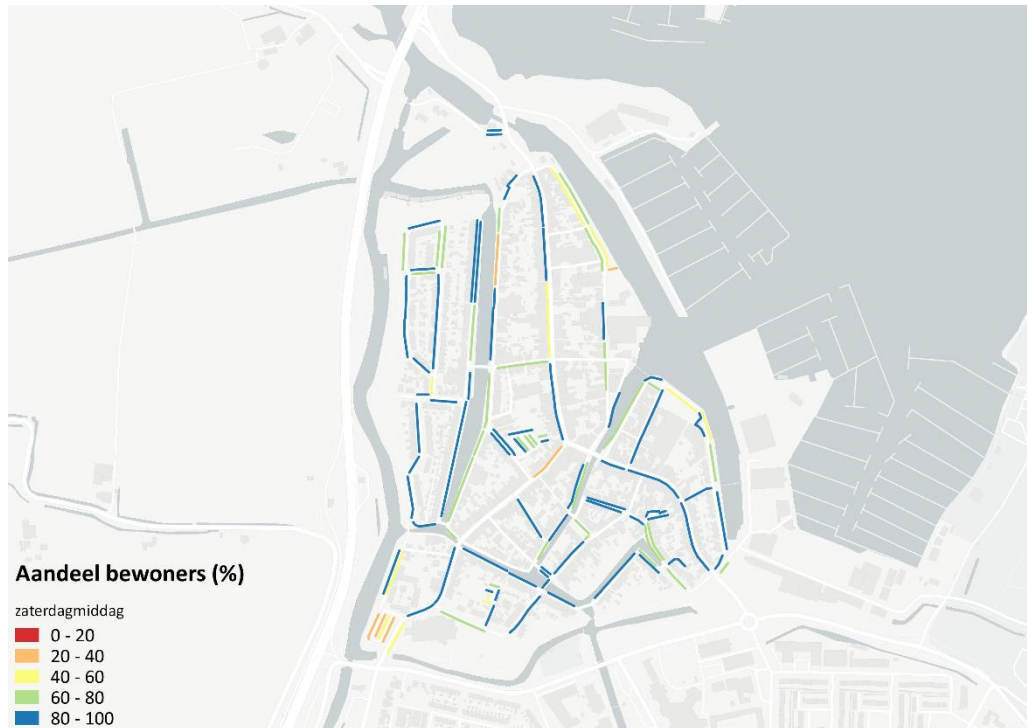 Aandeel bewoners (%)
zaterdagmiddag
0 - 20
20 - 40
40 - 60
60 - 80
80 - 100